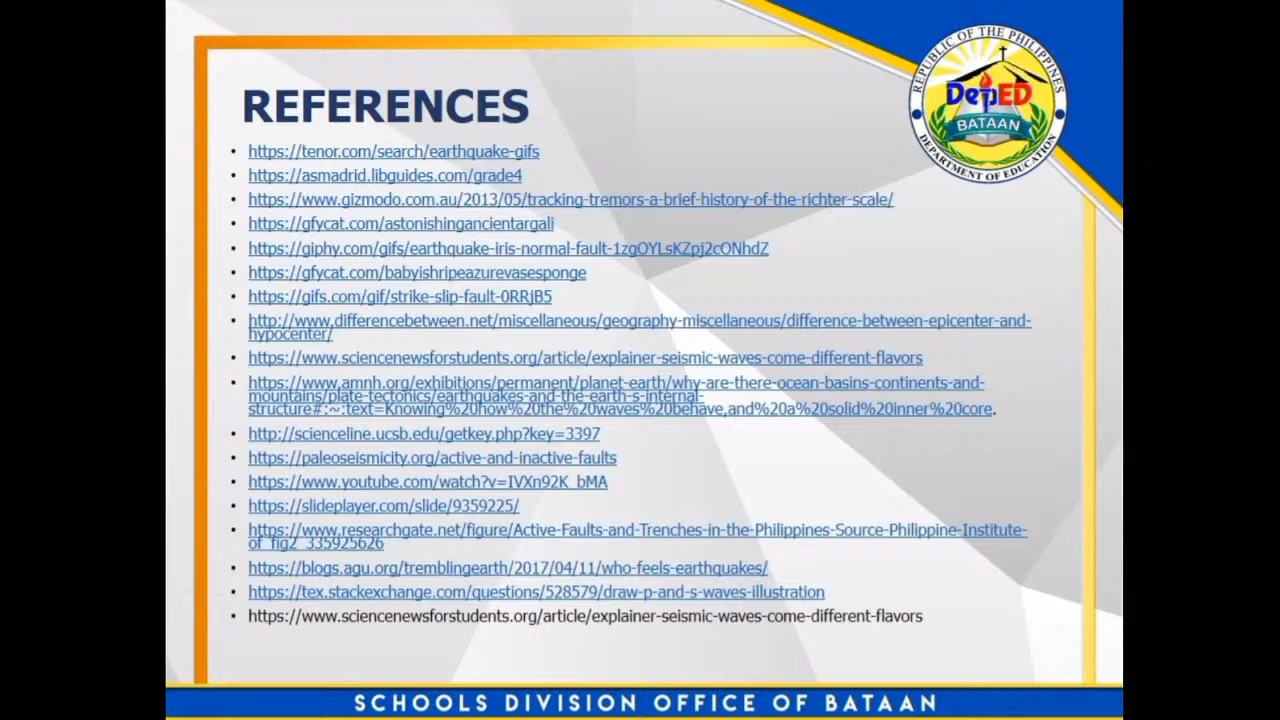 REPUBLIC OF THE PHILIPPINES
DepED
BATAAN
DEPARTMENT OF EDUCATION
REFERENCES
• https://tenor.com/search/earthquake-gifs
• https://asmadrid.libguides.com/grade4
• https://www.gizmodo.com.au/2013/05/tracking-tremors-a-brief-history-of-the-richter-scale/
• https://gfycat.com/astonishingancientargali
• https://giphy.com/gifs/earthquake-iris-normal-fault-1zgOYLsKZpj2cONhdZ
• https://gfycat.com/babyishripeazurevasesponge
• https://gifs.com/gif/strike-slip-fault-0RRjB5
• http://www.differencebetween.net/miscellaneous/geography-miscellaneous/difference-between-epicenter-and-
hypocenter/
• https://www.sciencenewsforstudents.org/article/explainer-seismic-waves-come-different-flavors
• https://www.amnh.org/exhibitions/permanent/planet-earth/why-are-there-ocean-basins-continents-and-
mountains/plate-tectonics/earthquakes-and-the-earth-s-internal-
structure#:~:text=Knowing%20how%20the%20waves%20behave,and%20a%20solid%20inner%20core.
• http://scienceline.ucsb.edu/getkey.php?key=3397
• https://paleoseismicity.org/active-and-inactive-faults
• https://www.youtube.com/watch?v=IVXn92K_bMA
• https://slideplayer.com/slide/9359225/
• https://www.researchgate.net/figure/Active-Faults-and-Trenches-in-the-Philippines-Source-Philippine-Institute-
of_fig2_335925626
• https://blogs.agu.org/tremblingearth/2017/04/11/who-feels-earthquakes/
• https://tex.stackexchange.com/questions/528579/draw-p-and-s-waves-illustration
• https://www.sciencenewsforstudents.org/article/explainer-seismic-waves-come-different-flavors
SCHOOLS DIVISION OFFICE OF BATAAN